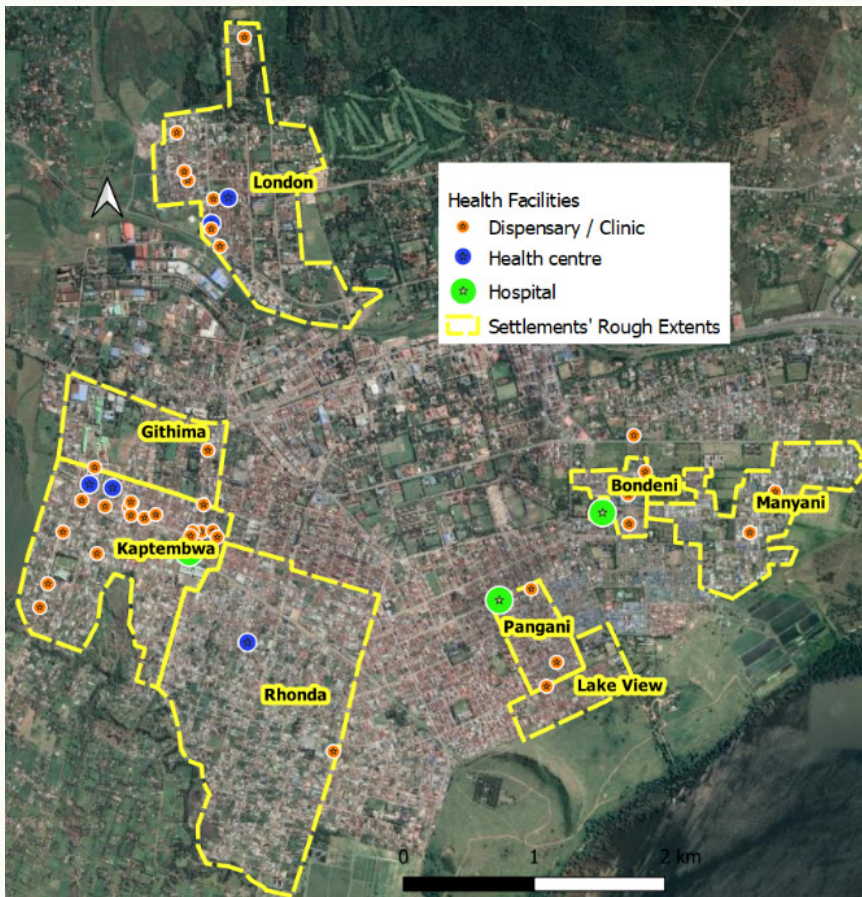 London
Health Facilities
Dispensary / Clinic
Health centre
Hospital
Settlements' Rough Extents
Githima
Bondeni
Manyani
Kaptembwa
Pangani
Lake View
Rhonda
0 1 2 km